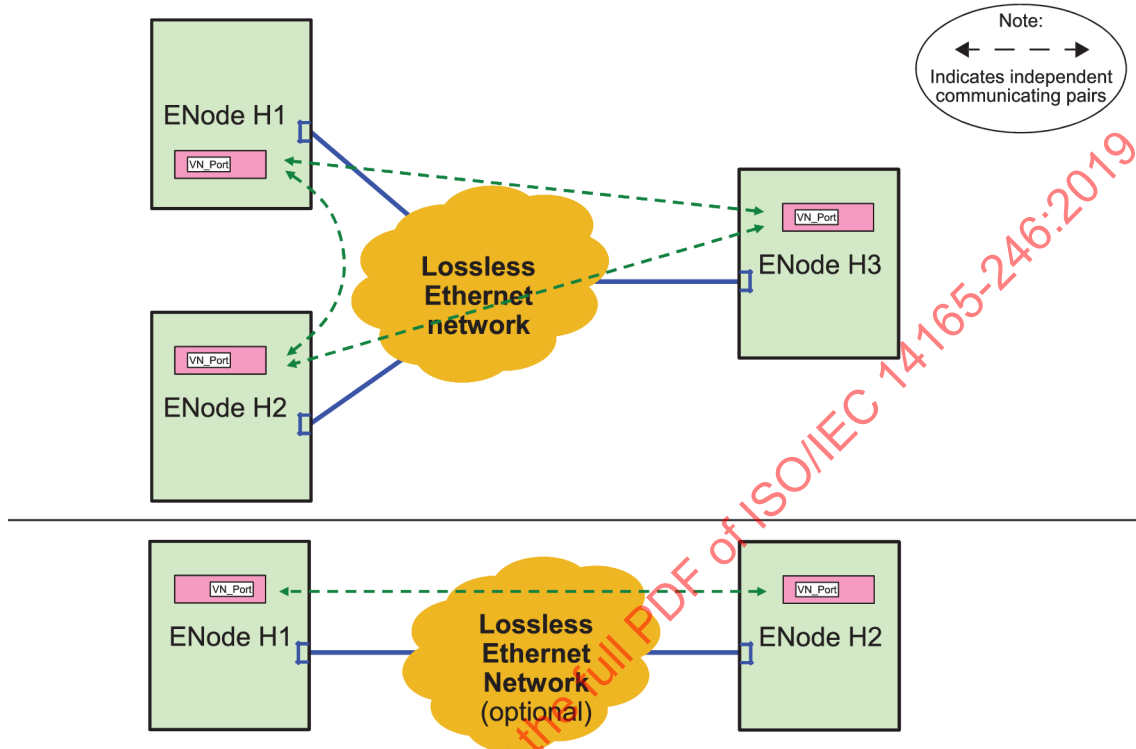 Note:
Indicates independent
communicating pairs
ENode H1
VN_Port
VN_Port
ENode H3
Lossless
Ethernet
network
VN_Port
ENode H2
VN_Port
ENode H1
Lossless
Ethernet
Network
(optional)
VN_Port
ENode H2
the full PDF of ISO/IEC 14165-246:2019